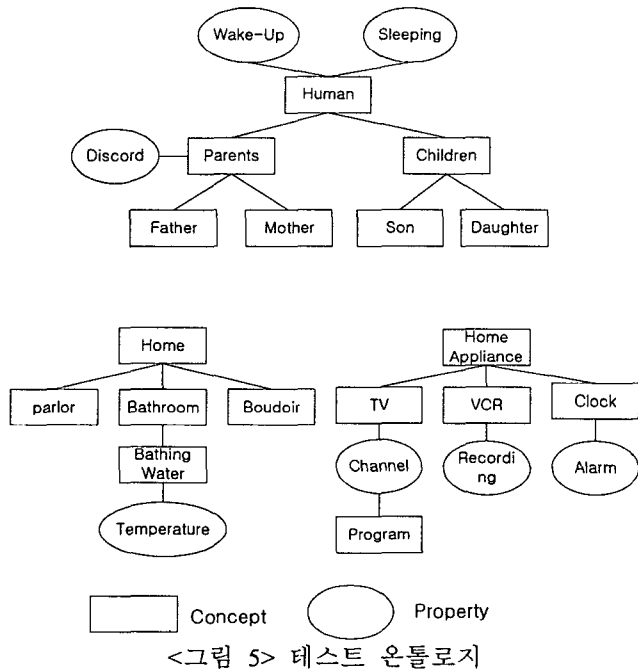 Wake-Up
Sleeping
Human
Discord
Parents
Children
Father
Mother
Son
Daughter
Home
Home
Appliance
parlor
Bathroom
Boudoir
TV
VCR
Clock
Bathing
Water
Channel
Recordi
ng
Alarm
Temperature
Program
Concept
Property
<그림 5> 테스트 온톨로지